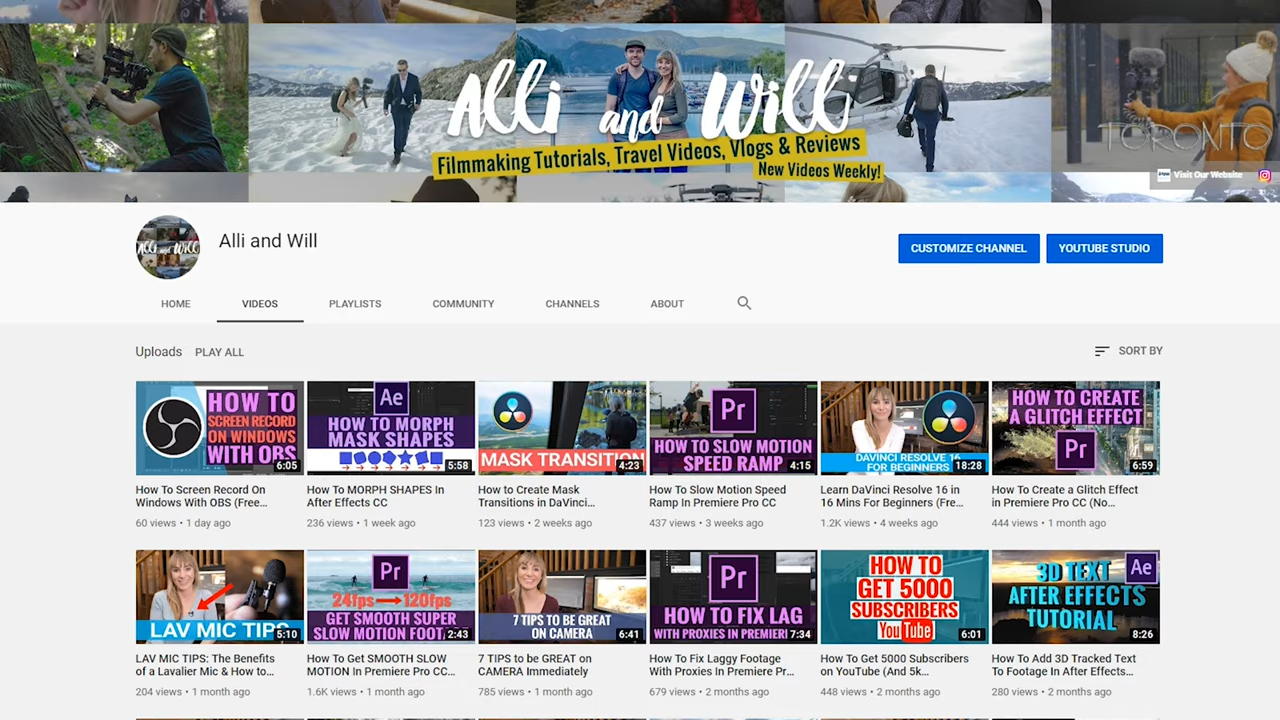 Alli and Will
Filmmaking Tutorials, Travel Videos, Vlogs & Reviews
New Videos Weekly!
TORONTO
Visit Our Website
Alli and Will
Alli and Will
CUSTOMIZE CHANNEL
YOUTUBE STUDIO
HOME
VIDEOS
PLAYLISTS
COMMUNITY
CHANNELS
ABOUT
Uploads
PLAY ALL
SORT BY
HOW TO
SCREEN RECORD
ON WINDOWS
WITH OBS
6:05
Ae
HOW TO MORPH
MASK SHAPES
5:58
MASK TRANSITION
4:23
Pr
HOW TO SLOW MOTION
SPEED RAMP
4:15
DAVINCI RESOLVE 16
FOR BEGINNERS
18:28
HOW TO CREATE
A GLITCH EFFECT
Pr
6:59
How To Screen Record On
Windows With OBS (Free...
60 views • 1 day ago
How To MORPH SHAPES In
After Effects CC
236 views • 1 week ago
How to Create Mask
Transitions in DaVinci...
123 views • 2 weeks ago
How To Slow Motion Speed
Ramp In Premiere Pro CC
437 views • 3 weeks ago
Learn DaVinci Resolve 16 in
16 Mins For Beginners (Fre...
1.2K views • 4 weeks ago
How To Create a Glitch Effect
in Premiere Pro CC (No...
444 views • 1 month ago
LAV MIC TIPS
5:10
Pr
24fps 120fps
GET SMOOTH SUPER
SLOW MOTION FOOT
2:43
7 TIPS TO BE GREAT
ON CAMERA
6:41
Pr
HOW TO FIX LAG
WITH PROXIES IN PREMIERE
7:34
HOW TO
GET 5000
SUBSCRIBERS
YouTube
6:01
3D TEXT
Ae
AFTER EFFECTS
TUTORIAL
8:26
LAV MIC TIPS: The Benefits
of a Lavalier Mic & How to...
204 views • 1 month ago
How To Get SMOOTH SLOW
MOTION In Premiere Pro CC...
1.6K views • 1 month ago
7 TIPS to be GREAT on
CAMERA Immediately
785 views • 1 month ago
How To Fix Laggy Footage
With Proxies In Premiere Pr...
679 views • 2 months ago
How To Get 5000 Subscribers
on YouTube (And 5k...
448 views • 2 months ago
How To Add 3D Tracked Text
To Footage In After Effects...
280 views • 2 months ago